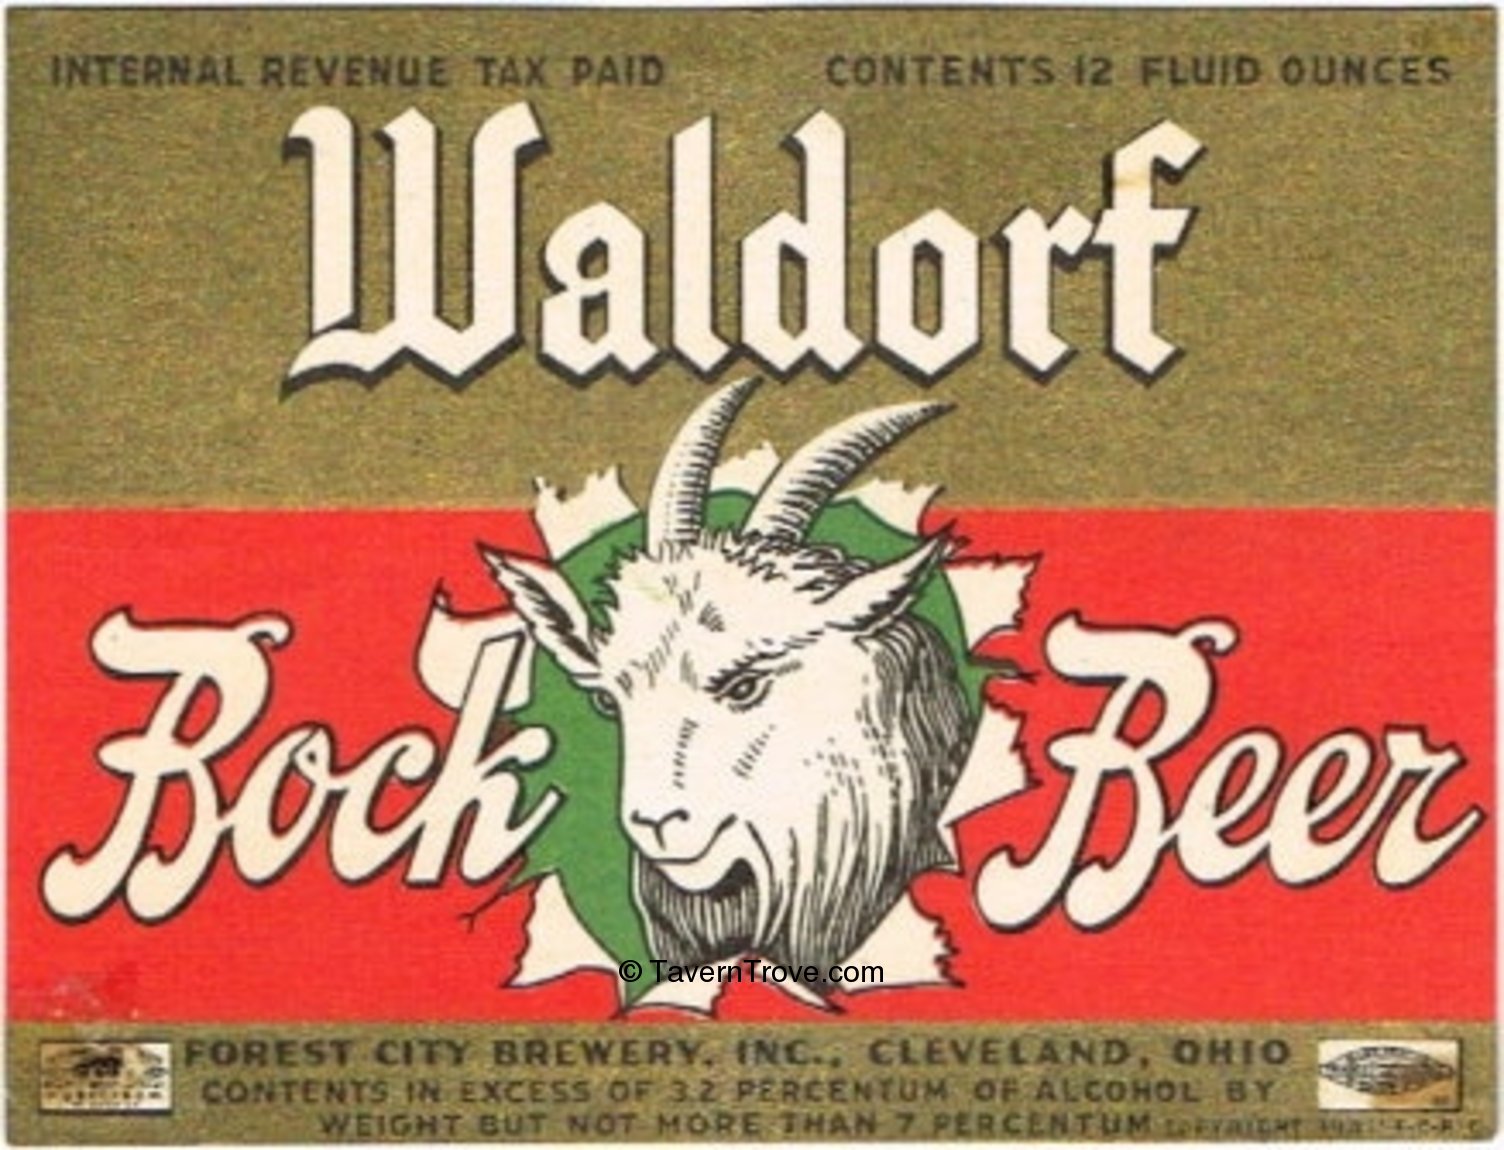 INTERNAL REVENUE TAX PAID CONTENTS 12 FLUID OUNCES
Waldorf
Bock Beer
© TavernTrove.com
FOREST CITY BREWERY, INC., CLEVELAND, OHIO
CONTENTS IN EXCESS OF 3.2 PERCENTUM OF ALCOHOL BY
WEIGHT BUT NOT MORE THAN 7 PERCENTUM COPYRIGHT